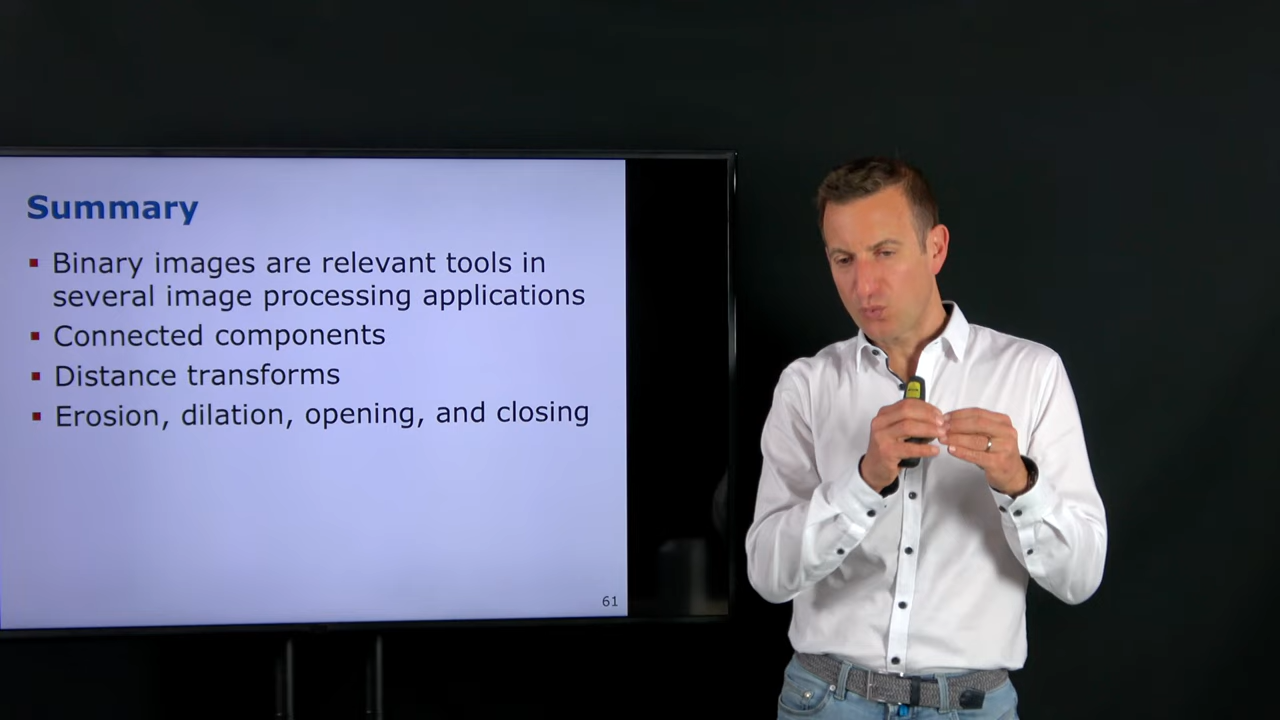 Summary
▪ Binary images are relevant tools in
several image processing applications
▪ Connected components
▪ Distance transforms
▪ Erosion, dilation, opening, and closing
61